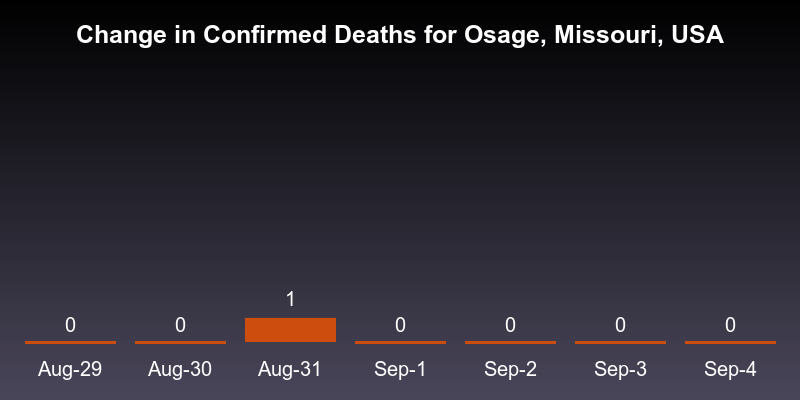 Change in Confirmed Deaths for Osage, Missouri, USA
1
0 0 0 0 0 0
Aug-29 Aug-30 Aug-31 Sep-1 Sep-2 Sep-3 Sep-4